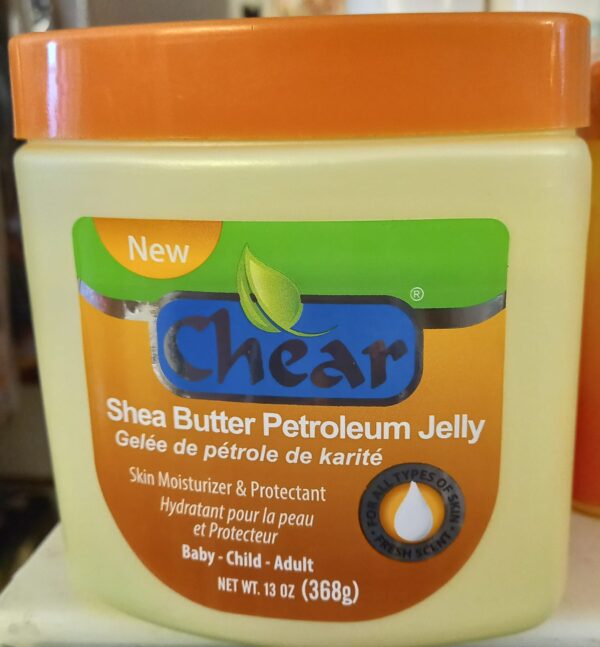 New
Chear®
Shea Butter Petroleum Jelly
Gelée de pétrole de karité
Skin Moisturizer & Protectant
Hydratant pour la peau
et Protecteur
Baby - Child - Adult
NET WT. 13 OZ (368g)
FOR ALL TYPES OF SKIN
FRESH SCENT